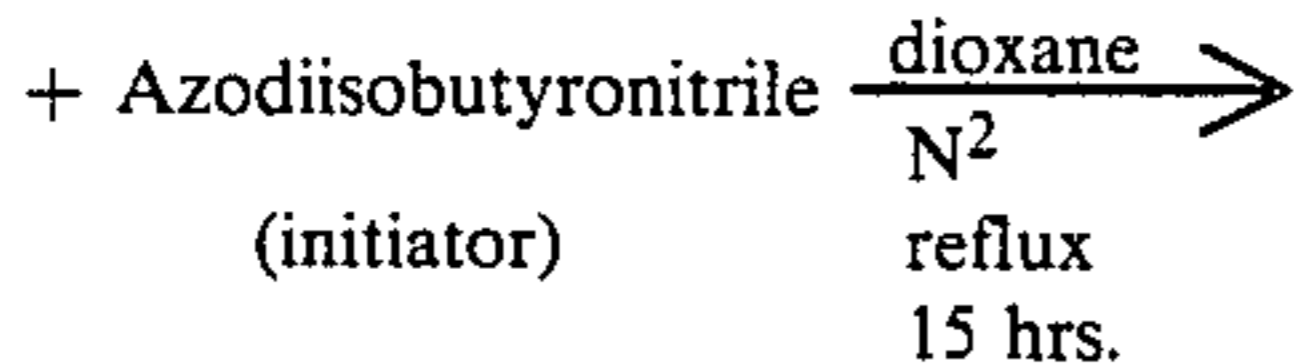 + Azodiisobutyronitrile
dioxane
N²
(initiator)
reflux
15 hrs.